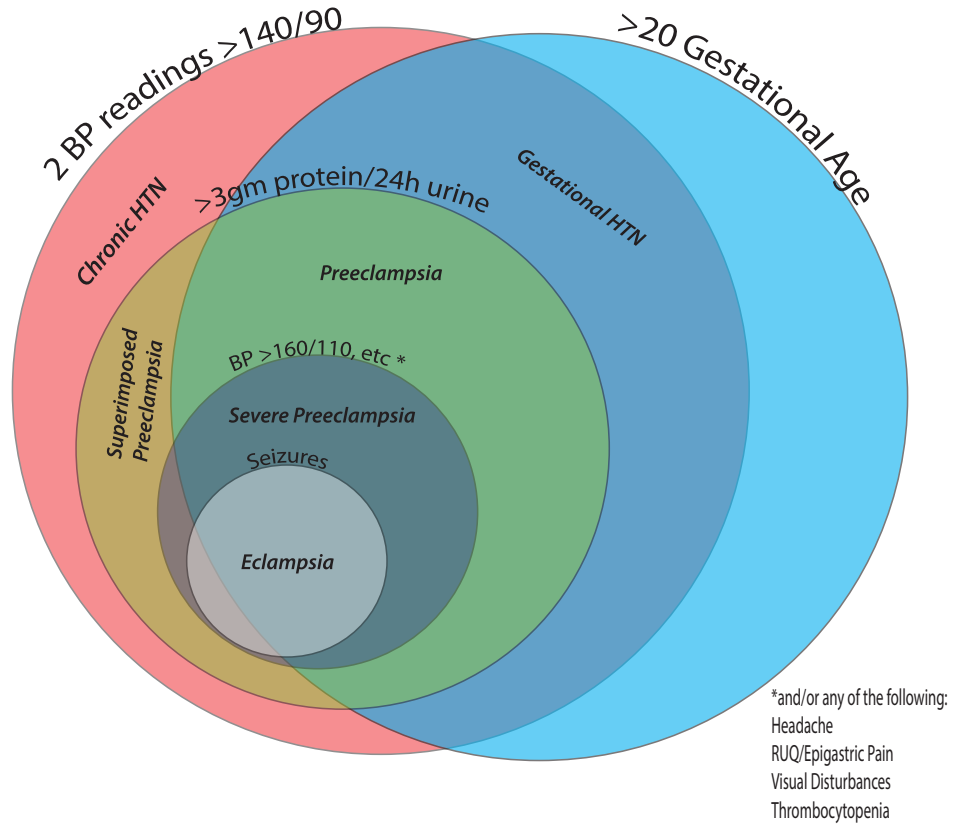 2 BP readings >140/90
>20 Gestational Age
Chronic HTN
Gestational HTN
>3gm protein/24h urine
Preeclampsia
Superimposed
Preeclampsia
BP >160/110, etc *
Severe Preeclampsia
Seizures
Eclampsia
*and/or any of the following:
Headache
RUQ/Epigastric Pain
Visual Disturbances
Thrombocytopenia